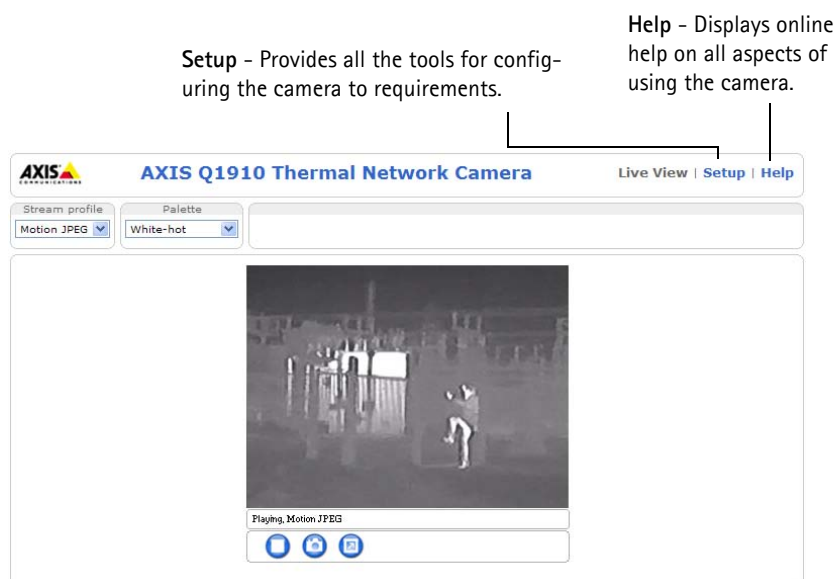 Help - Displays online
help on all aspects of
using the camera.
Setup - Provides all the tools for config-
uring the camera to requirements.
AXIS
COMMUNICATIONS
AXIS Q1910 Thermal Network Camera
Live View | Setup | Help
Stream profile
Motion JPEG
Palette
White-hot
Playing, Motion JPEG